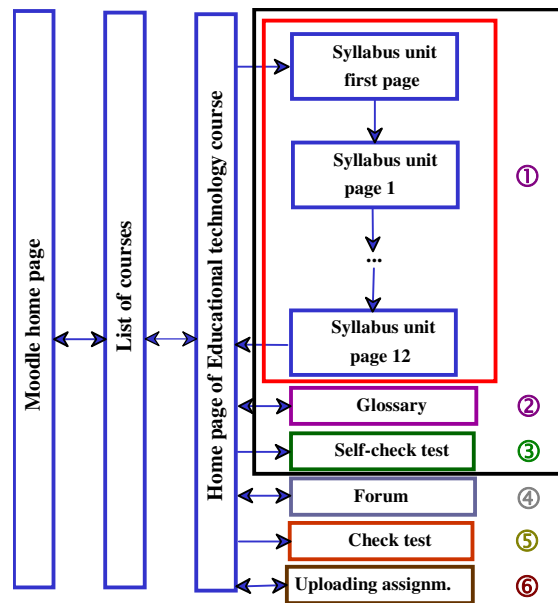 Moodle home page
List of courses
Home page of Educational technology course
Syllabus unit
first page
Syllabus unit
page 1
...
Syllabus unit
page 12
①
Glossary
②
Self-check test
③
Forum
④
Check test
⑤
Uploading assignm.
⑥